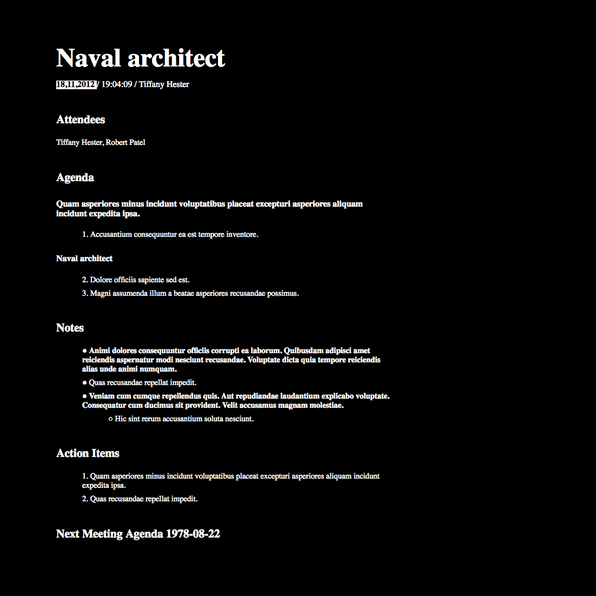 Naval architect
18,11,2012 / 19:04:09 / Tiffany Hester
Attendees
Tiffany Hester, Robert Patel
Agenda
Quam asperiores minus incidunt voluptatibus placeat excepturi asperiores aliquam
incidunt expedita ipsa.
1. Accusantium consequuntur ea est tempore inventore.
Naval architect
2. Dolore officiis sapiente sed est.
3. Magni assumenda illum a beatae asperiores recusandae possimus.
Notes
● Animi dolores consequuntur officiis corrupti ea laborum. Quibusdam adipisci amet
reiciendis aspernatur modi nesciunt recusandae. Voluptate dicta quia tempore reiciendis
alias unde animi numquam.
● Quas recusandae repellat impedit.
● Veniam cum cumque repellendus quis. Aut repudiandae laudantium explicabo voluptate.
Consequatur cum ducimus sit provident. Velit accusamus magnam molestiae.
○ Hic sint rerum accusantium soluta nesciunt.
Action Items
1. Quam asperiores minus incidunt voluptatibus placeat excepturi asperiores aliquam incidunt
expedita ipsa.
2. Quas recusandae repellat impedit.
Next Meeting Agenda 1978-08-22